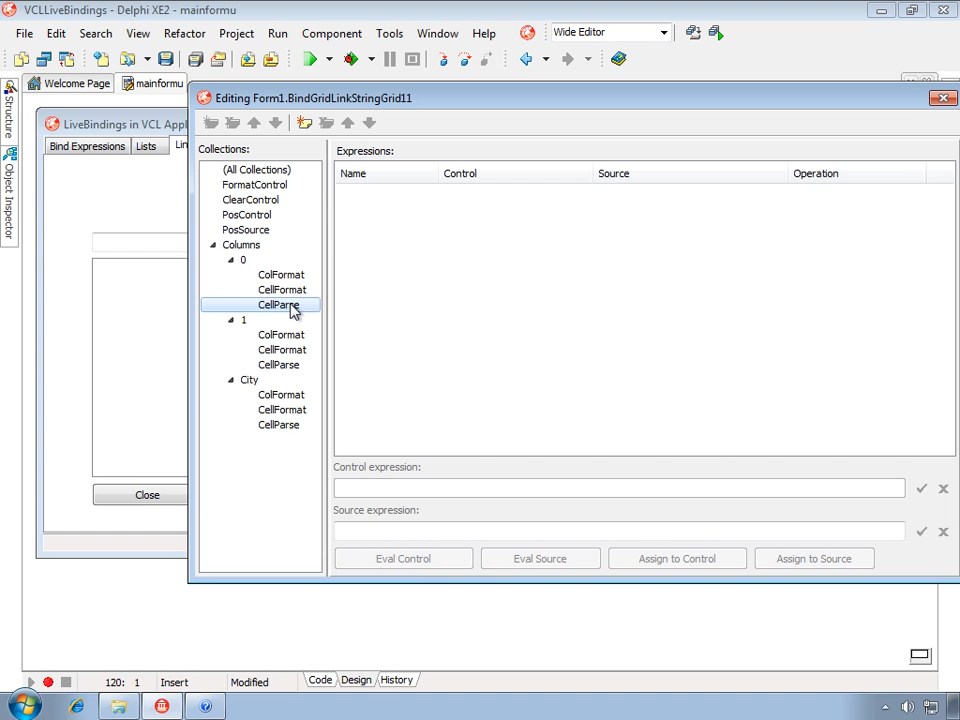 VCLLiveBindings - Delphi XE2 - mainformu
File Edit Search View Refactor Project Run Component Tools Window Help Wide Editor
Welcome Page mainformu
Structure
Object Inspector
LiveBindings in VCL Appl
Bind Expressions Lists Lin
Close
Editing Form1.BindGridLinkStringGrid11
Collections:
(All Collections)
FormatControl
ClearControl
PosControl
PosSource
Columns
0
ColFormat
CellFormat
CellParse
1
ColFormat
CellFormat
CellParse
City
ColFormat
CellFormat
CellParse
Expressions:
Name Control Source Operation
Control expression:
Source expression:
Eval Control Eval Source Assign to Control Assign to Source
120: 1 Insert Modified Code Design History